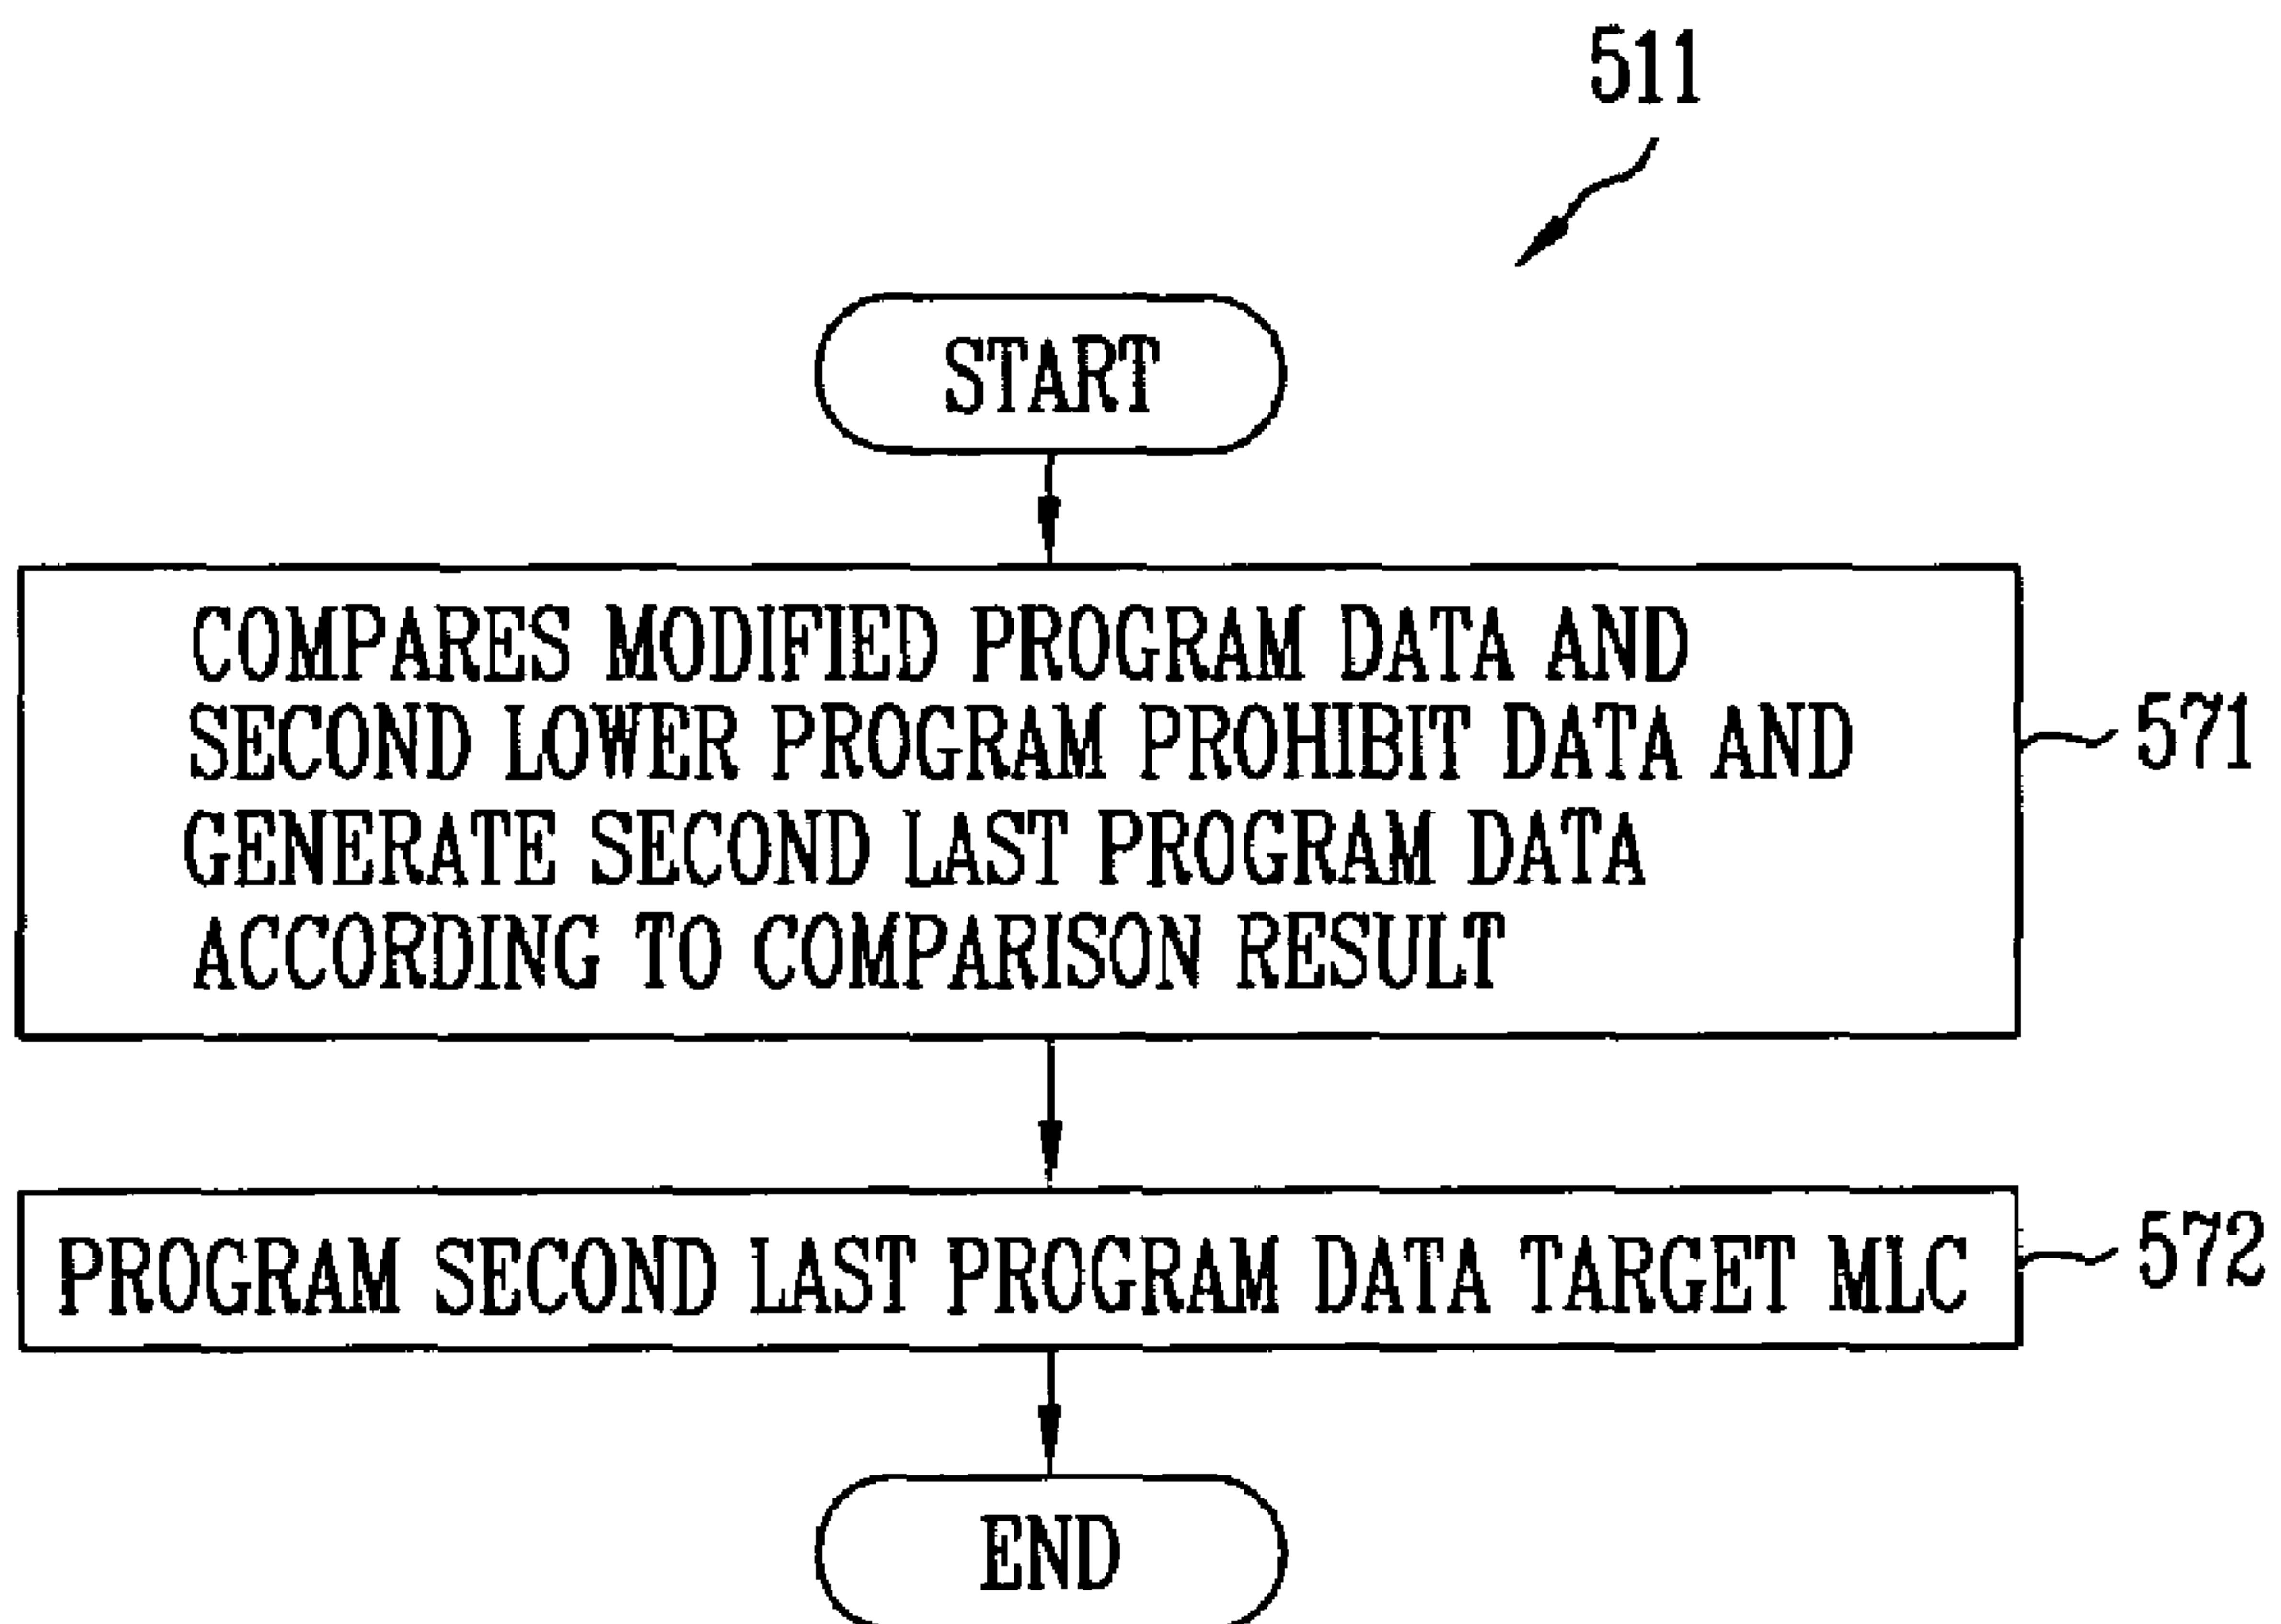 511
START
COMPARES MODIFIED PROGRAM DATA AND
SECOND LOWER PROGRAM PROHIBIT DATA AND
GENERATE SECOND LAST PROGRAM DATA
ACCORDING TO COMPARISON RESULT
571
PROGRAM SECOND LAST PROGRAM DATA TARGET MLC
572
END